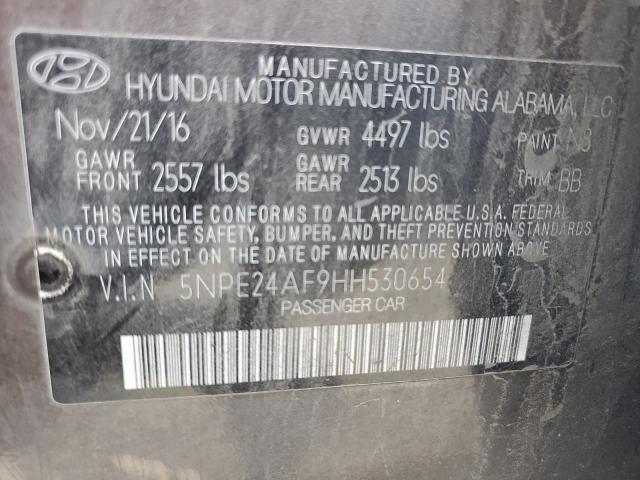 MANUFACTURED BY
HYUNDAI MOTOR MANUFACTURING ALABAMA, LLC
Nov/21/16 GVWR 4497 lbs PAINT N3
GAWR FRONT 2557 lbs GAWR REAR 2513 lbs TRIM BB
THIS VEHICLE CONFORMS TO ALL APPLICABLE U.S.A. FEDERAL
MOTOR VEHICLE SAFETY, BUMPER, AND THEFT PREVENTION STANDARDS
IN EFFECT ON THE DATE OF MANUFACTURE SHOWN ABOVE.
V.I.N 5NPE24AF9HH530654
PASSENGER CAR